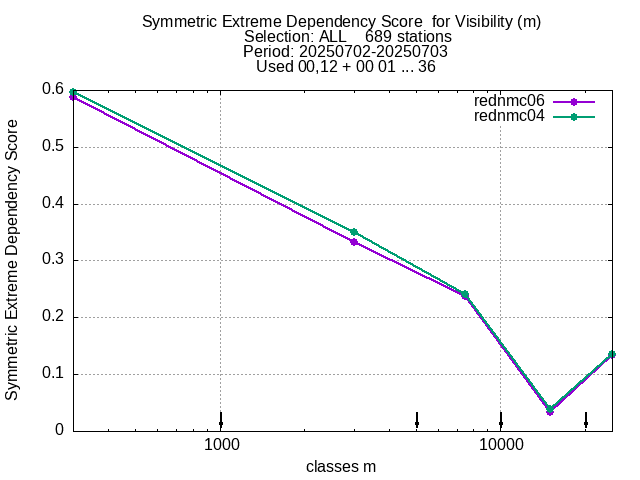 Symmetric Extreme Dependency Score for Visibility (m)
Selection: ALL 689 stations
Period: 20250702-20250703
Used 00,12 + 00 01 ... 36
rednmc06
rednmc04
Symmetric Extreme Dependency Score
0.6
0.5
0.4
0.3
0.2
0.1
0
1000
10000
classes m